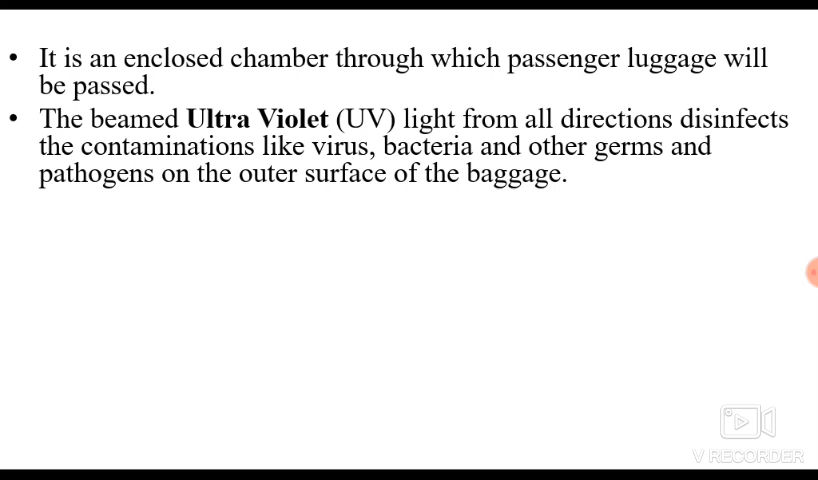 • It is an enclosed chamber through which passenger luggage will
be passed.
• The beamed Ultra Violet (UV) light from all directions disinfects
the contaminations like virus, bacteria and other germs and
pathogens on the outer surface of the baggage.
V RECORDER